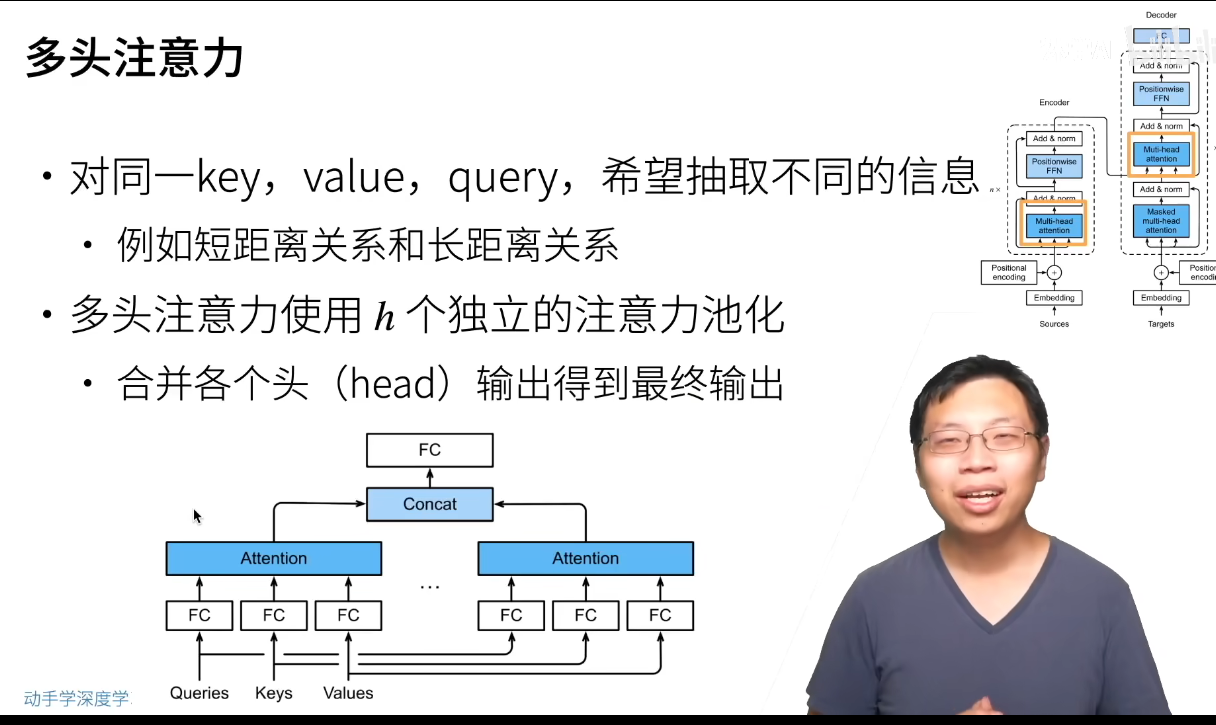 多头注意力
• 对同一key，value，query，希望抽取不同的信息
• 例如短距离关系和长距离关系
• 多头注意力使用 h 个独立的注意力池化
• 合并各个头（head）输出得到最终输出
FC
Concat
Attention
...
Attention
FC
FC
FC
FC
FC
FC
Queries
Keys
Values
动手学深度学
Encoder
Add & norm
Positionwise
FFN
Add & norm
Multi-head
attention
n×
Positional
encoding
+
Embedding
Sources
Decoder
Add & norm
Positionwise
FFN
Add & norm
Muti-head
attention
Add & norm
Masked
multi-head
attention
+
Position
encodi
Embedding
Targets